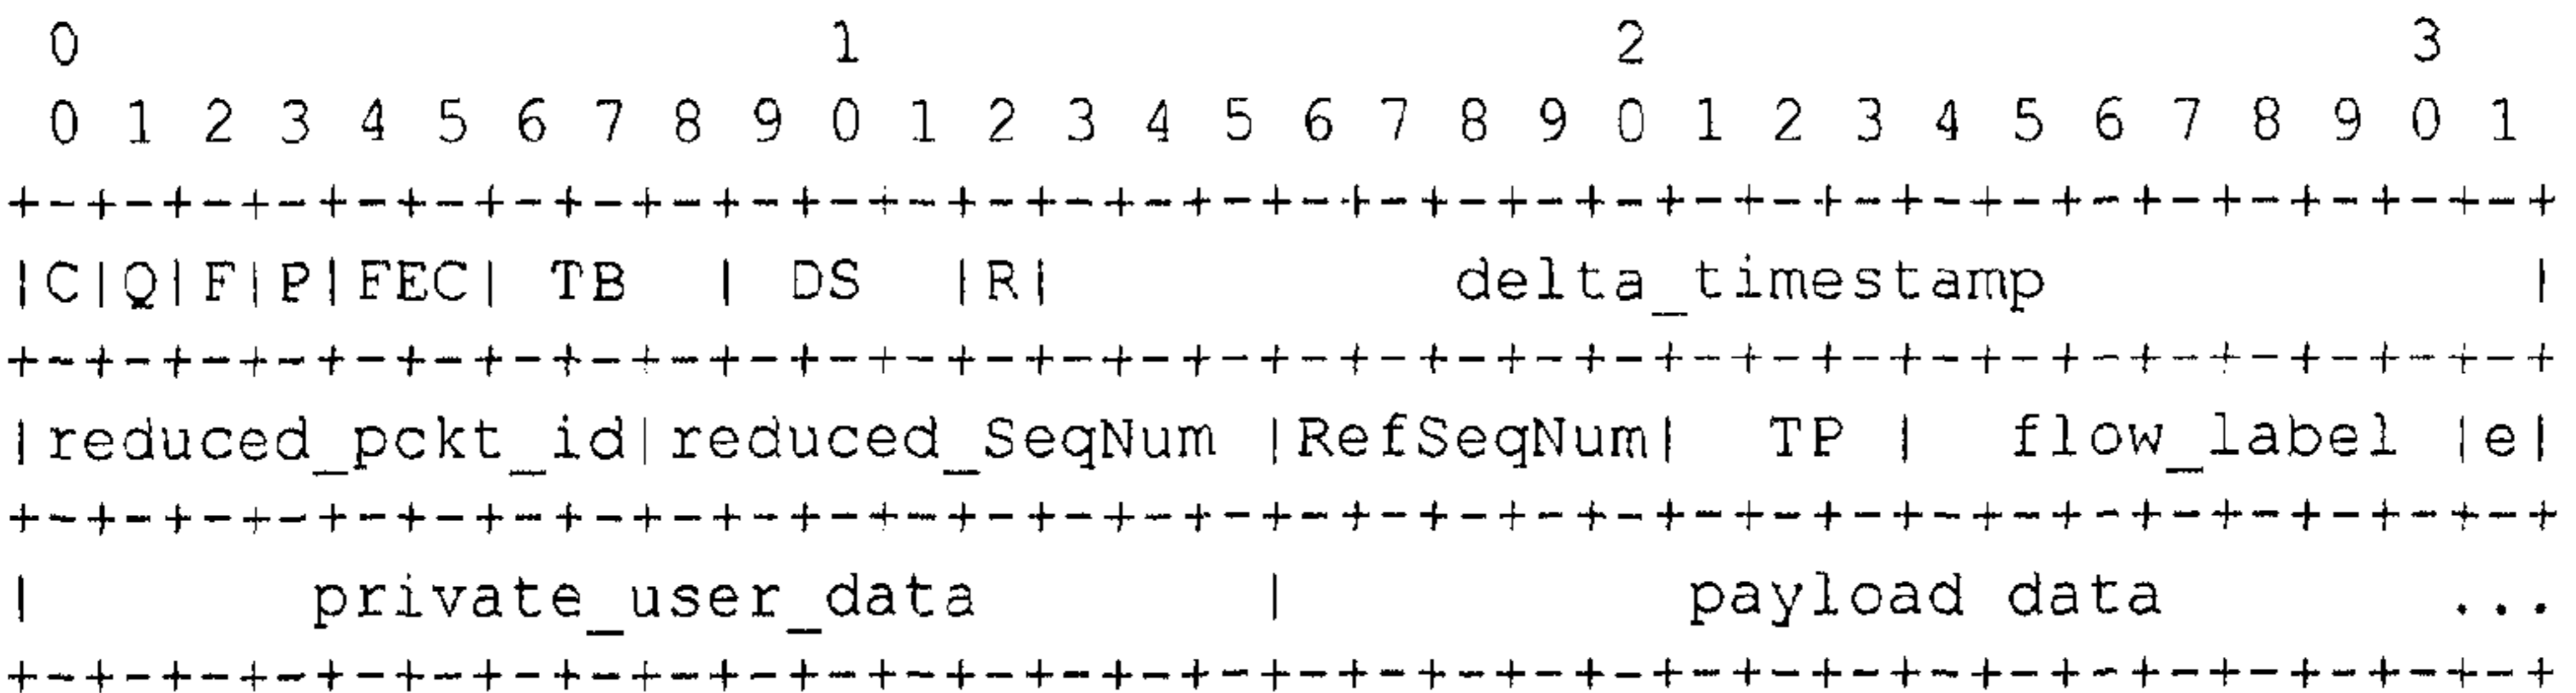 0                   1                   2                   3
0 1 2 3 4 5 6 7 8 9 0 1 2 3 4 5 6 7 8 9 0 1 2 3 4 5 6 7 8 9 0 1
+-+-+-+-+-+-+-+-+-+-+-+-+-+-+-+-+-+-+-+-+-+-+-+-+-+-+-+-+-+-+-+-+
|C|Q|F|P|FEC|  TB |  DS |R|          delta_timestamp            |
+-+-+-+-+-+-+-+-+-+-+-+-+-+-+-+-+-+-+-+-+-+-+-+-+-+-+-+-+-+-+-+-+
|reduced_pckt_id|reduced_SeqNum |RefSeqNum|  TP |  flow_label |e|
+-+-+-+-+-+-+-+-+-+-+-+-+-+-+-+-+-+-+-+-+-+-+-+-+-+-+-+-+-+-+-+-+
|       private_user_data       |          payload data       ...
+-+-+-+-+-+-+-+-+-+-+-+-+-+-+-+-+-+-+-+-+-+-+-+-+-+-+-+-+-+-+-+-+